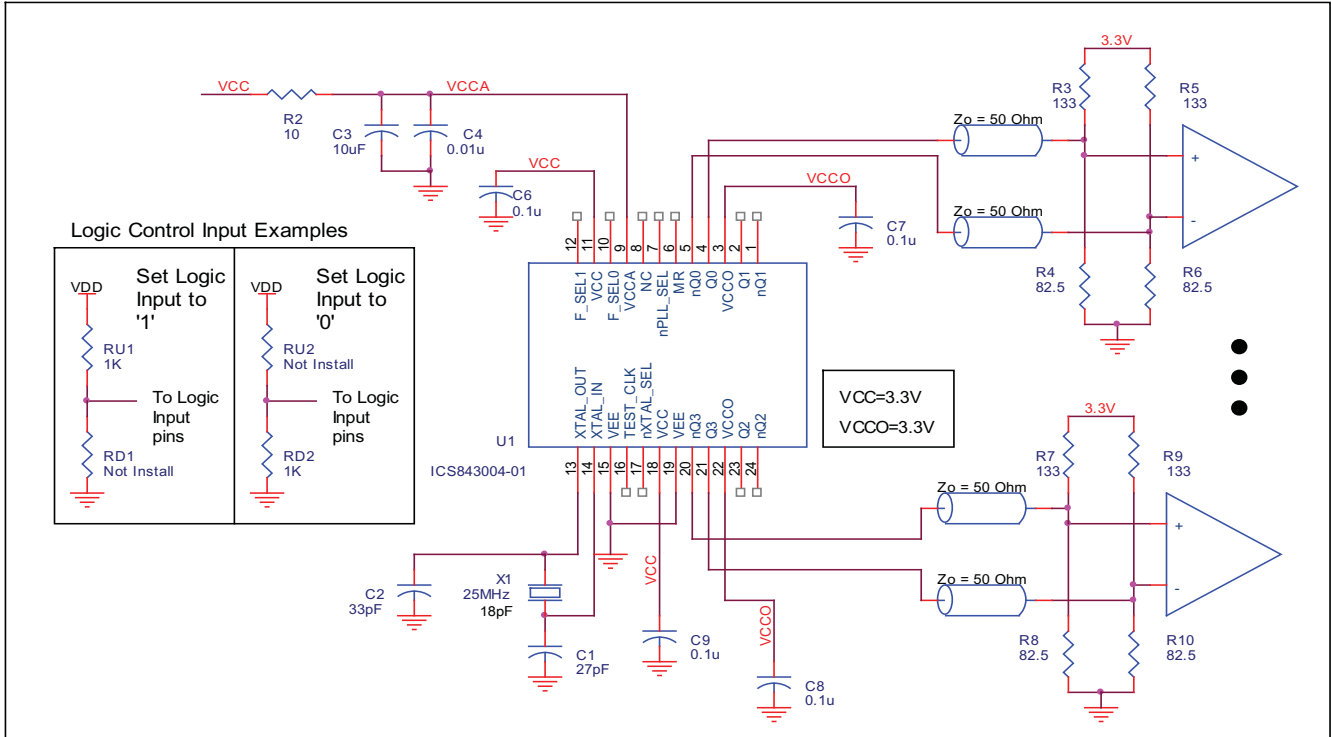 3.3V
VCC
VCCA
R2
10
C3
10uF
C4
0.01u
R3
133
R5
133
Zo = 50 Ohm
+
-
VCC
C6
0.1u
VCCO
C7
0.1u
Zo = 50 Ohm
R4
82.5
R6
82.5
Logic Control Input Examples
Set Logic
Input to
'1'
VDD
RU1
1K
To Logic
Input
pins
RD1
Not Install
Set Logic
Input to
'0'
VDD
RU2
Not Install
To Logic
Input
pins
RD2
1K
12
11
10
9
8
7
6
5
4
3
2
1
F_SEL1
VCC
F_SEL0
VCCA
NC
nPLL_SEL
MR
nQ0
Q0
VCCO
Q1
nQ1
XTAL_OUT
XTAL_IN
VEE
TEST_CLK
nXTAL_SEL
VCC
VEE
nQ3
Q3
VCCO
Q2
nQ2
U1
ICS843004-01
13
14
15
16
17
18
19
20
21
22
23
24
VCC=3.3V
VCCO=3.3V
3.3V
R7
133
R9
133
Zo = 50 Ohm
+
-
Zo = 50 Ohm
R8
82.5
R10
82.5
C2
33pF
X1
25MHz
18pF
C1
27pF
VCC
C9
0.1u
VCCO
C8
0.1u